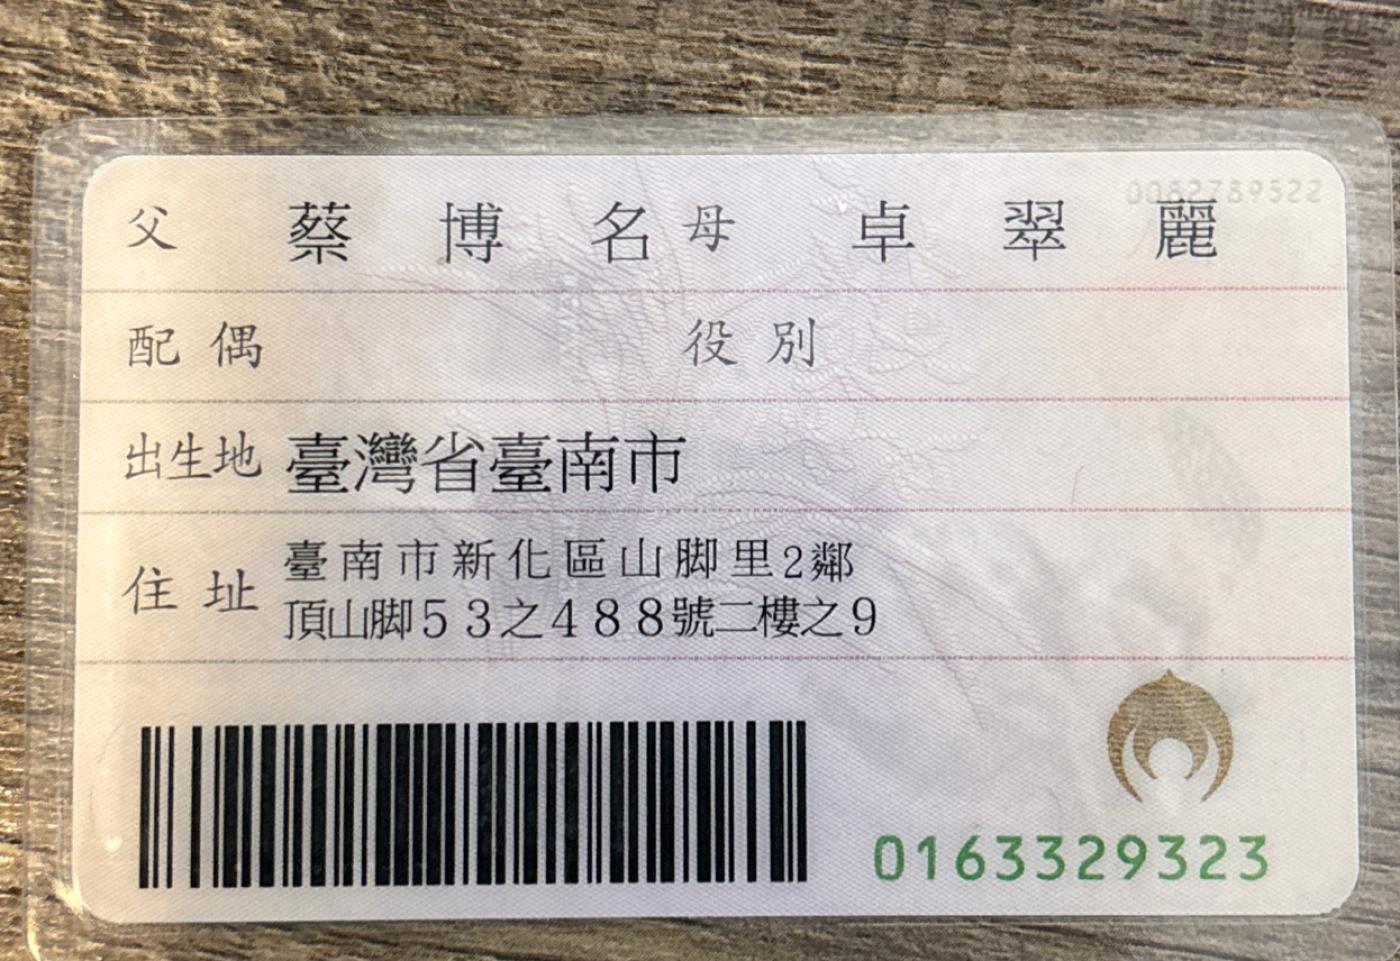 0082789522
父 蔡博名 母 卓翠麗
配偶 役別
出生地 臺灣省臺南市
住址 臺南市新化區山脚里2鄰
頂山脚53之488號二樓之9
0163329323